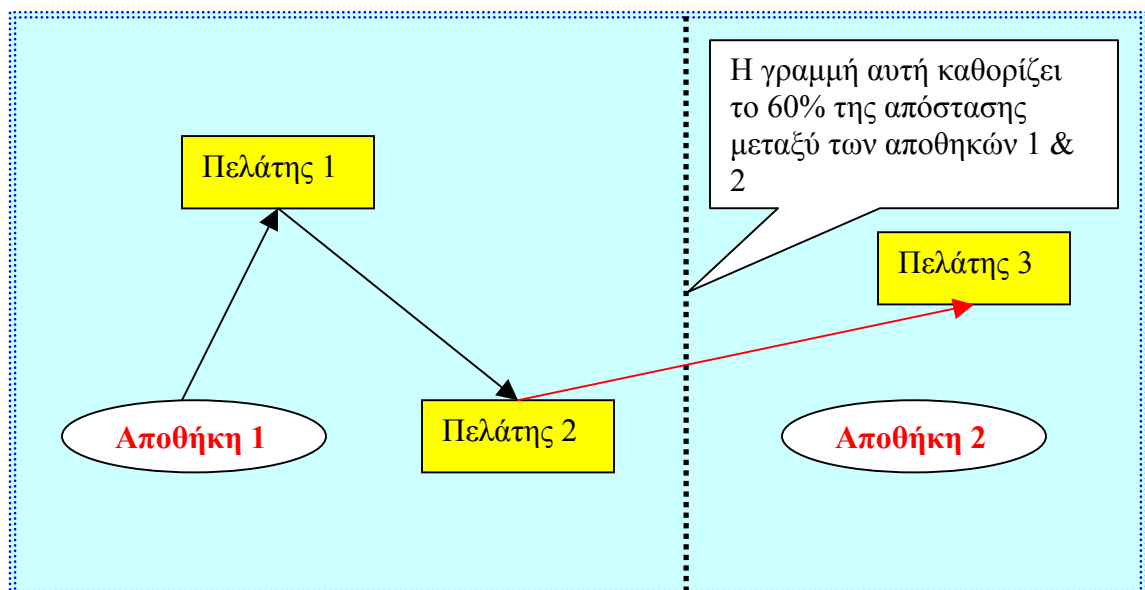 Η γραμμή αυτή καθορίζει
το 60% της απόστασης
μεταξύ των αποθηκών 1 &
2
Πελάτης 1
Πελάτης 3
Αποθήκη 1
Πελάτης 2
Αποθήκη 2